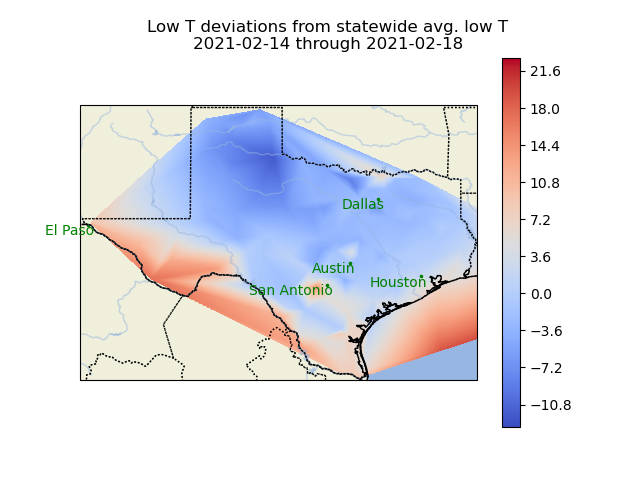 Low T deviations from statewide avg. low T
2021-02-14 through 2021-02-18
21.6
18.0
14.4
10.8
7.2
3.6
0.0
−3.6
−7.2
−10.8
Dallas
El Paso
Austin
Houston
San Antonio